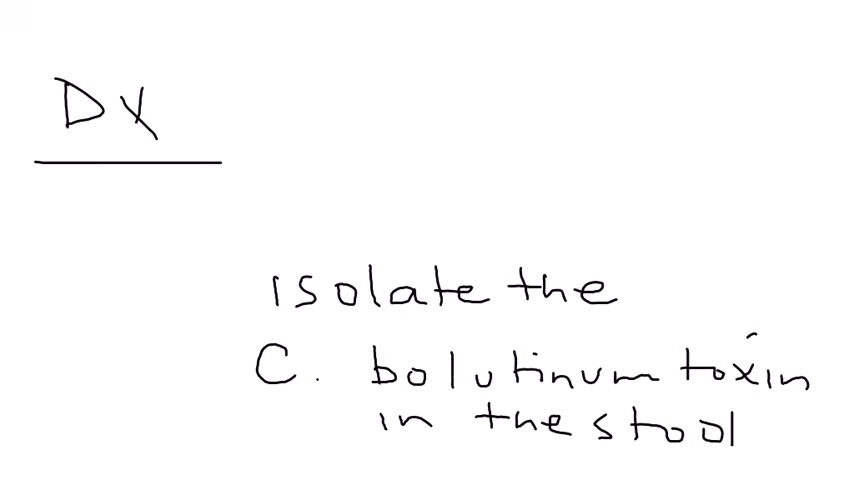 DX
isolate the
C. bolutinum toxin
in the stool